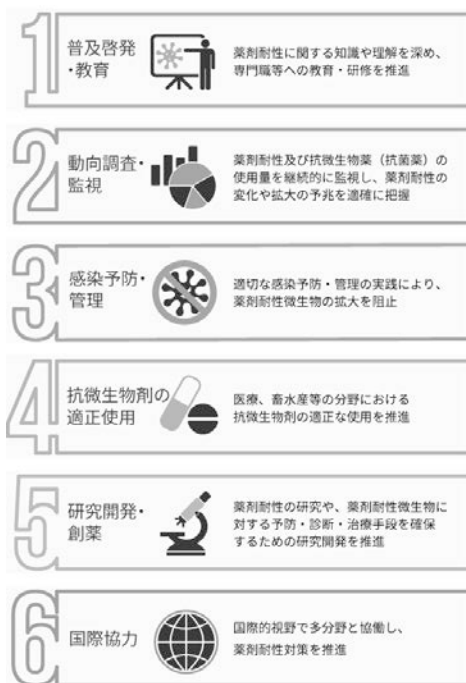 1
普及啓発
・教育
薬剤耐性に関する知識や理解を深め、
専門職等への教育・研修を推進
2
動向調査・
監視
薬剤耐性及び抗微生物薬（抗菌薬）の
使用量を継続的に監視し、薬剤耐性の
変化や拡大の予兆を適確に把握
3
感染予防・
管理
適切な感染予防・管理の実践により、
薬剤耐性微生物の拡大を阻止
4
抗微生物剤の
適正使用
医療、畜水産等の分野における
抗微生物剤の適正な使用を推進
5
研究開発・
創薬
薬剤耐性の研究や、薬剤耐性微生物に
対する予防・診断・治療手段を確保
するための研究開発を推進
6
国際協力
国際的視野で多分野と協働し、
薬剤耐性対策を推進